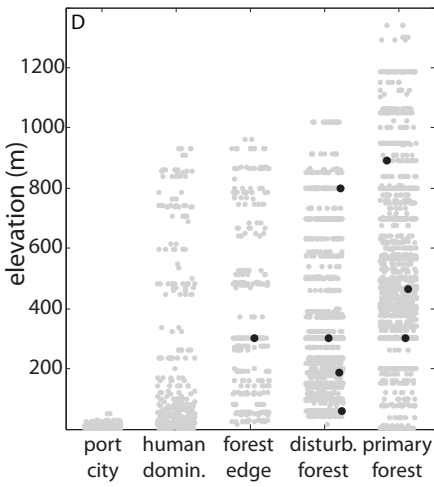 D
elevation (m)
1200
1000
800
600
400
200
port city
human domin.
forest edge
disturb. forest
primary forest